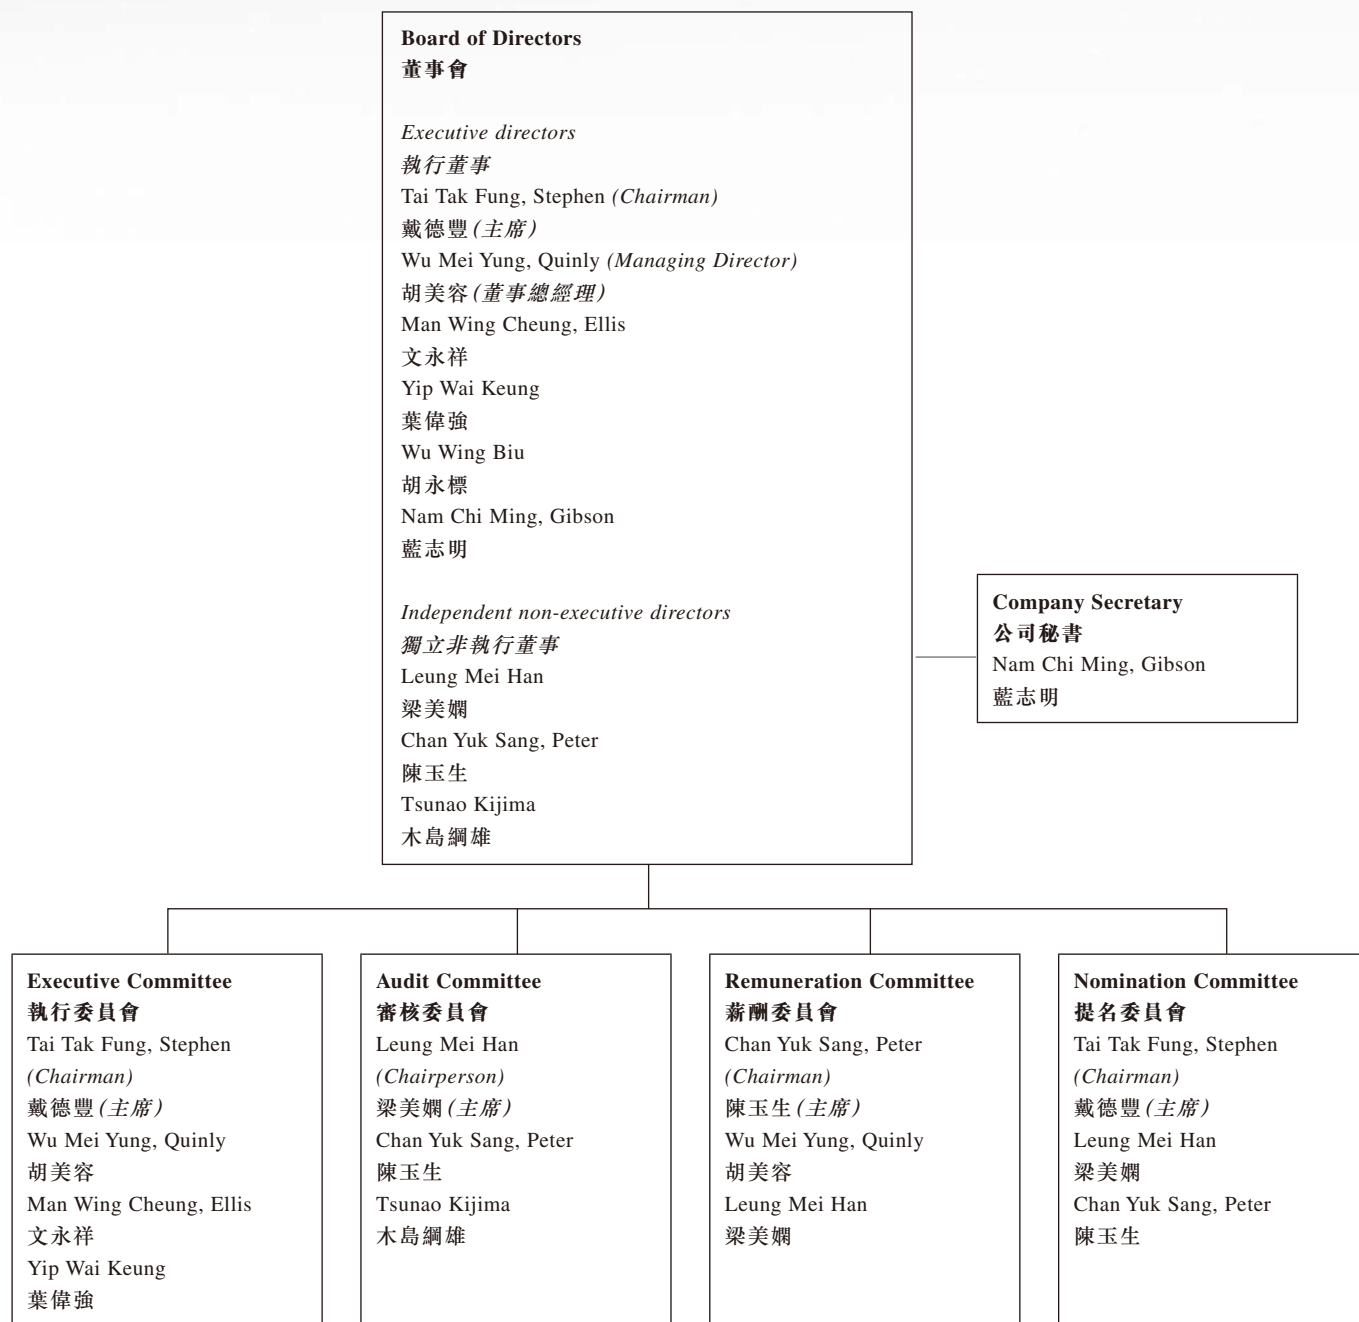 Board of Directors
董事會
Executive directors
執行董事
Tai Tak Fung, Stephen (Chairman)
戴德豐(主席)
Wu Mei Yung, Quinly (Managing Director)
胡美容(董事總經理)
Man Wing Cheung, Ellis
文永祥
Yip Wai Keung
葉偉強
Wu Wing Biu
胡永標
Nam Chi Ming, Gibson
藍志明
Independent non-executive directors
獨立非執行董事
Leung Mei Han
梁美嫻
Chan Yuk Sang, Peter
陳玉生
Tsunao Kijima
木島綱雄
Company Secretary
公司秘書
Nam Chi Ming, Gibson
藍志明
Executive Committee
執行委員會
Tai Tak Fung, Stephen
(Chairman)
戴德豐(主席)
Wu Mei Yung, Quinly
胡美容
Man Wing Cheung, Ellis
文永祥
Yip Wai Keung
葉偉強
Audit Committee
審核委員會
Leung Mei Han
(Chairperson)
梁美嫻(主席)
Chan Yuk Sang, Peter
陳玉生
Tsunao Kijima
木島綱雄
Remuneration Committee
薪酬委員會
Chan Yuk Sang, Peter
(Chairman)
陳玉生(主席)
Wu Mei Yung, Quinly
胡美容
Leung Mei Han
梁美嫻
Nomination Committee
提名委員會
Tai Tak Fung, Stephen
(Chairman)
戴德豐(主席)
Leung Mei Han
梁美嫻
Chan Yuk Sang, Peter
陳玉生